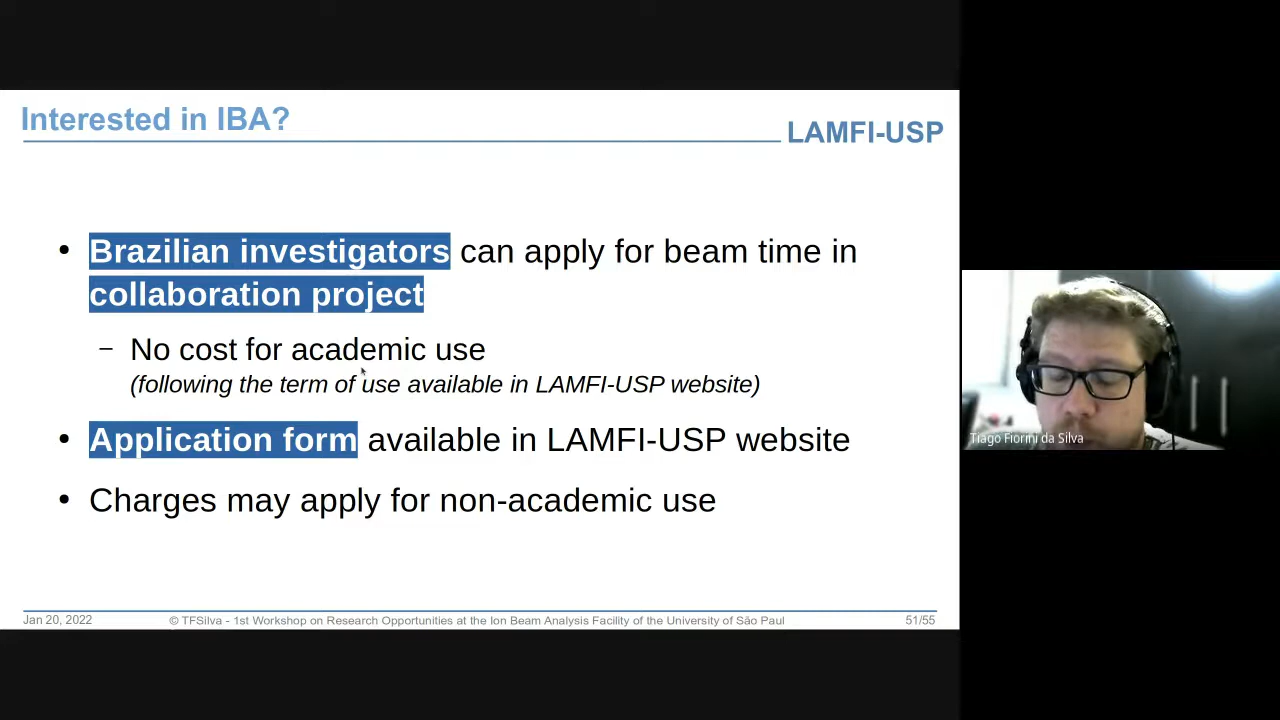 Interested in IBA?
LAMFI-USP
• Brazilian investigators can apply for beam time in
collaboration project
– No cost for academic use
(following the term of use available in LAMFI-USP website)
• Application form available in LAMFI-USP website
• Charges may apply for non-academic use
Jan 20, 2022
© TFSilva - 1st Workshop on Research Opportunities at the Ion Beam Analysis Facility of the University of São Paul
51/55
Tiago Fiorini da Silva